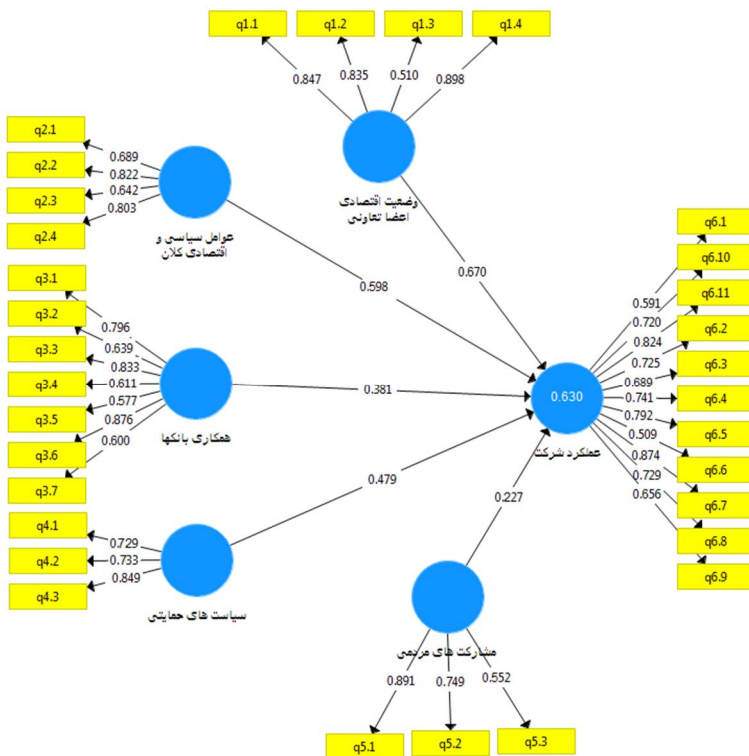 q1.1
q1.2
q1.3
q1.4
0.847
0.835
0.510
0.898
وضعیت اقتصادی
اعضا تعاونی
q2.1
q2.2
q2.3
q2.4
0.689
0.822
0.642
0.803
عوامل سیاسی و
اقتصادی کلان
q3.1
q3.2
q3.3
q3.4
q3.5
q3.6
q3.7
0.796
0.639
0.833
0.611
0.577
0.876
0.600
همکاری بانکها
q4.1
q4.2
q4.3
0.729
0.733
0.849
سیاست های حمایتی
0.670
0.598
0.381
0.479
0.227
0.630
عملکرد شرکت
q6.1
q6.10
q6.11
q6.2
q6.3
q6.4
q6.5
q6.6
q6.7
q6.8
q6.9
0.591
0.720
0.824
0.725
0.689
0.741
0.792
0.509
0.874
0.729
0.656
مشارکت های مردمی
0.891
0.749
0.552
q5.1
q5.2
q5.3